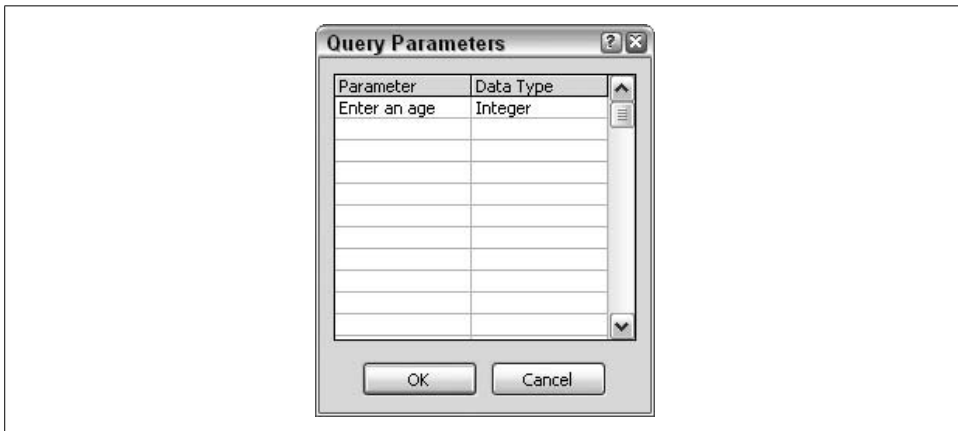 Query Parameters
Parameter Data Type
Enter an age Integer
OK Cancel